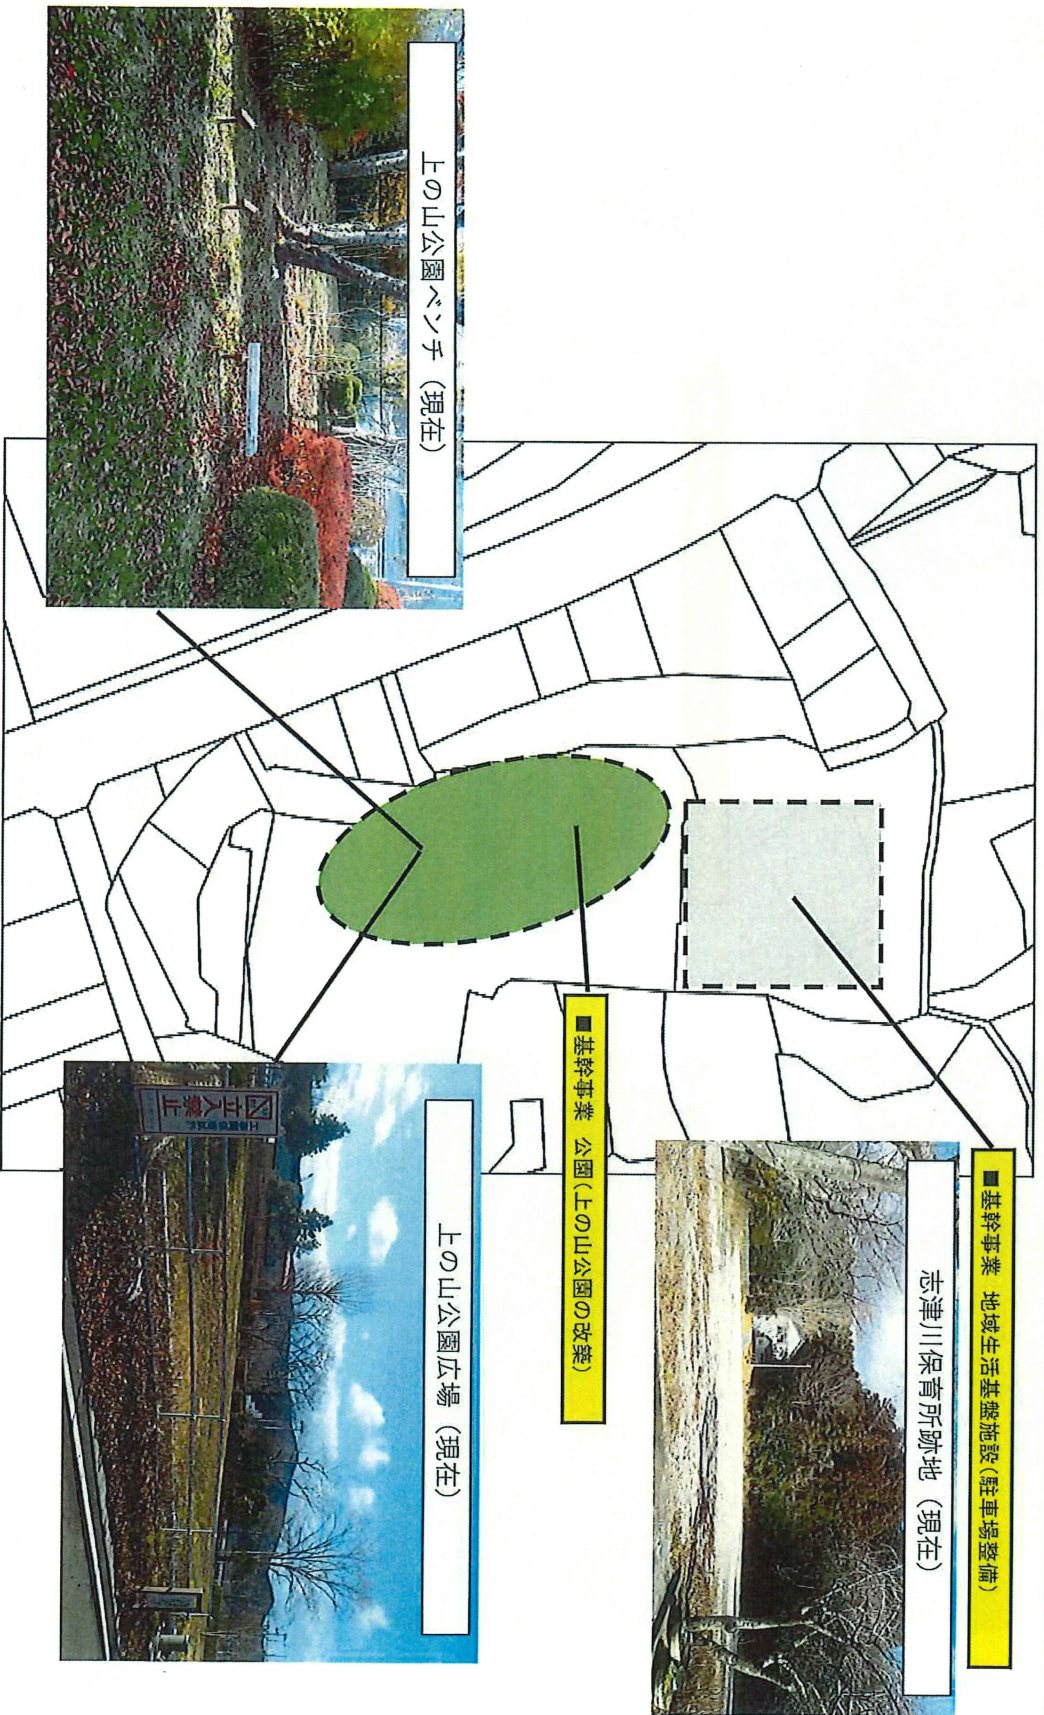 ■基幹事業 地域生活基盤施設(駐車場整備)
志津川保育所跡地（現在）
■基幹事業 公園(上の山公園の改築)
上の山公園ベンチ（現在）
上の山公園広場（現在）
立入禁止